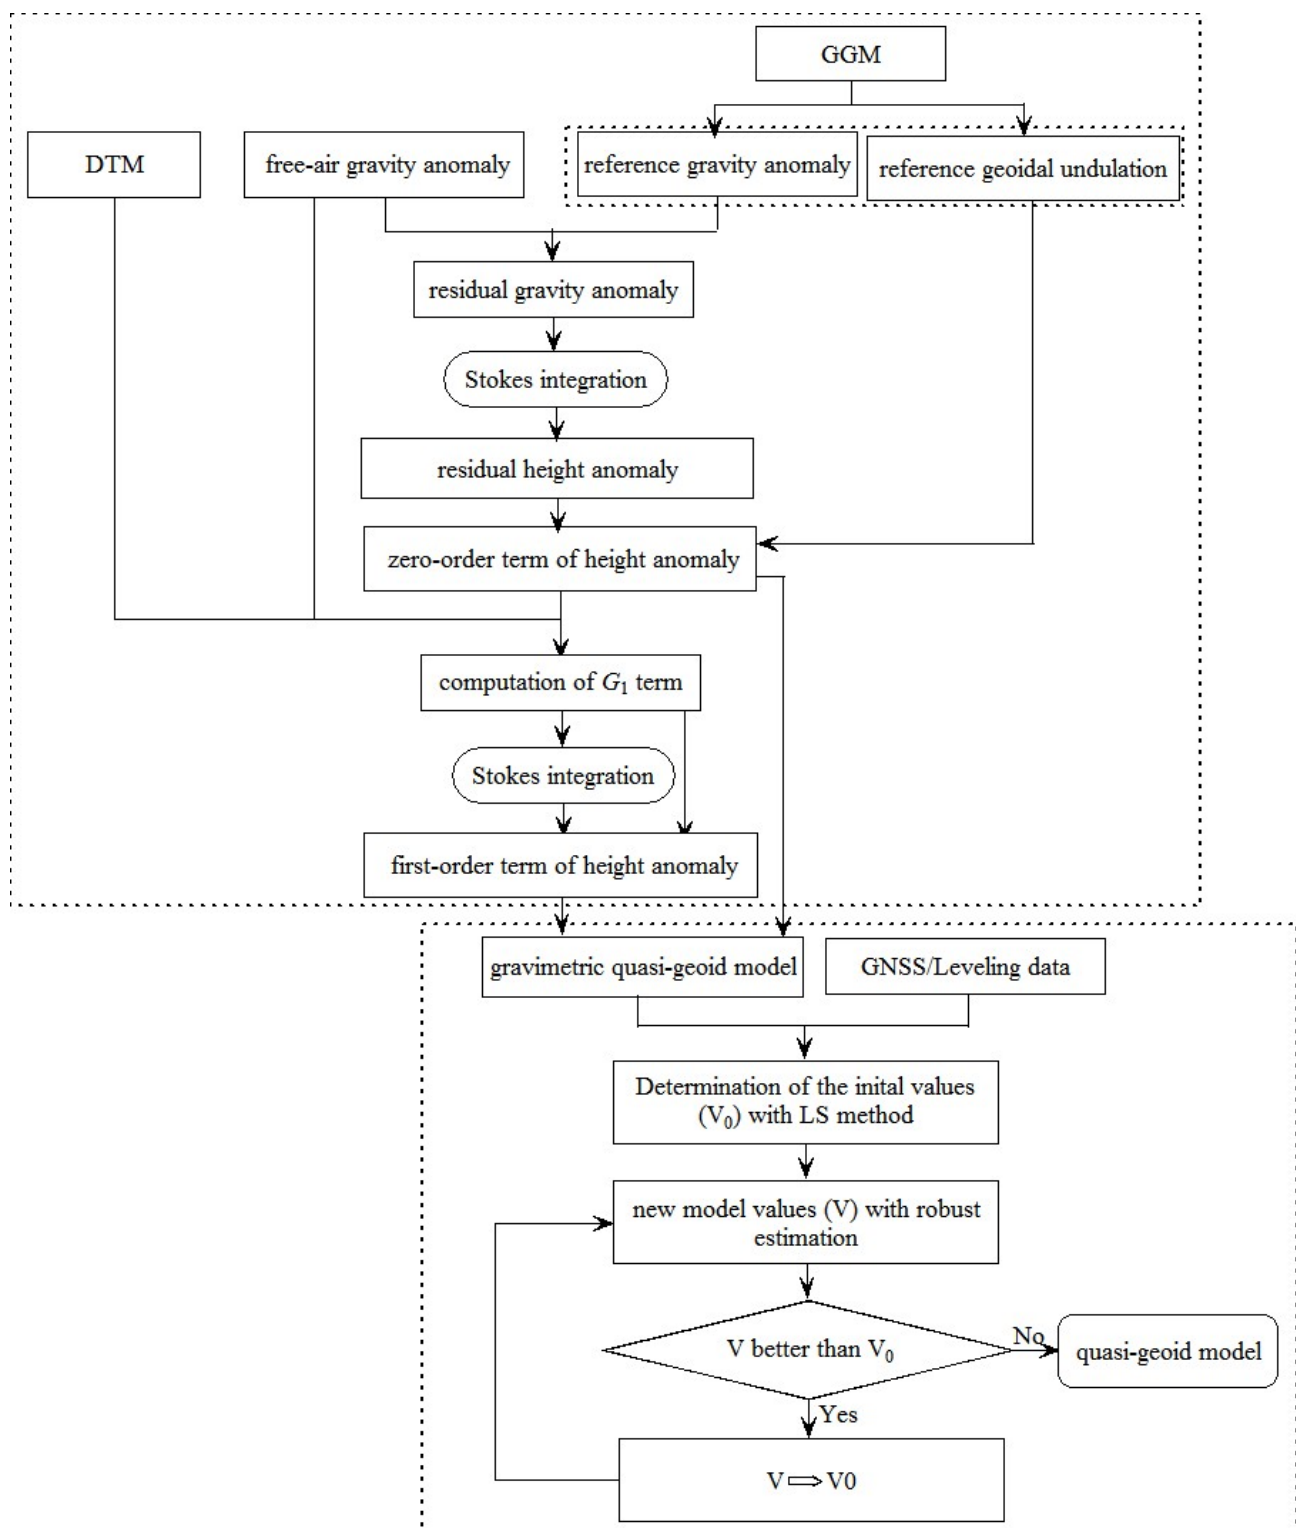 GGM
DTM
free-air gravity anomaly
reference gravity anomaly
reference geoidal undulation
residual gravity anomaly
Stokes integration
residual height anomaly
zero-order term of height anomaly
computation of G₁ term
Stokes integration
first-order term of height anomaly
gravimetric quasi-geoid model
GNSS/Leveling data
Determination of the inital values
(V₀) with LS method
new model values (V) with robust
estimation
V better than V₀
No
quasi-geoid model
Yes
V ⇨ V0